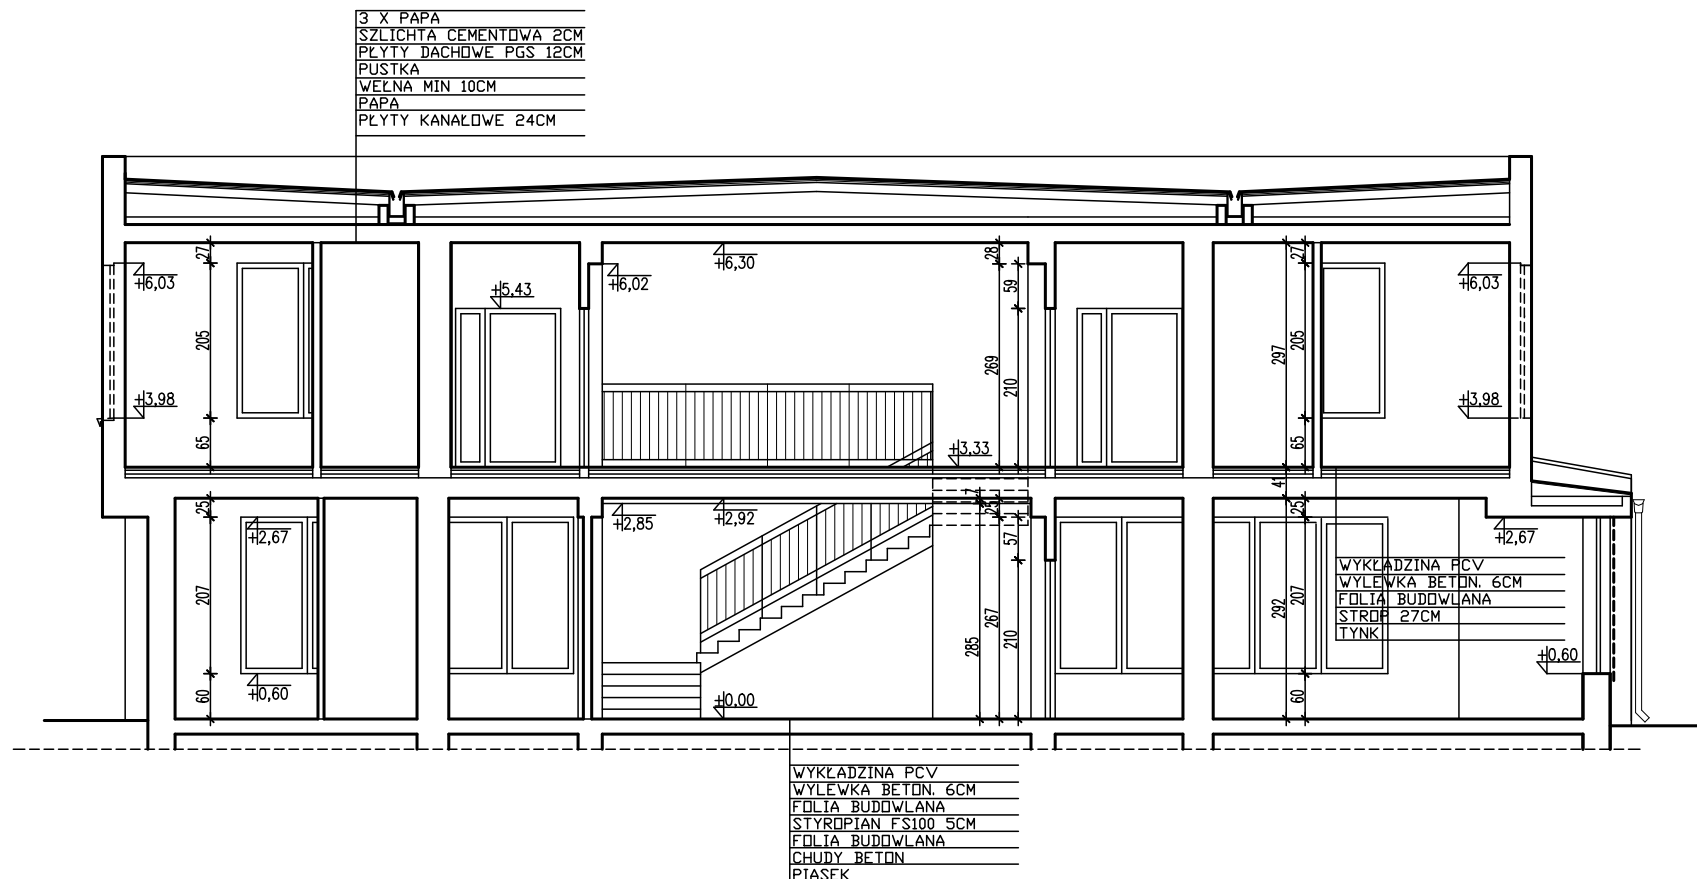 3 X PAPA
SZLICHTA CEMENTOWA 2CM
PŁYTY DACHOWE PGS 12CM
PUSTKA
WEŁNA MIN 10CM
PAPA
PŁYTY KANAŁOWE 24CM
27
+6,03
+5,43
+6,02
+6,30
28
59
27
+6,03
205
269
210
297
205
+3,98
+3,98
65
+3,33
65
41
25
+2,67
+2,85
+2,92
7
25
57
25
+2,67
207
285
267
210
292
207
WYKŁADZINA PCV
WYLEWKA BETON. 6CM
FOLIA BUDOWLANA
STROP 27CM
TYNK
60
+0,60
±0,00
60
+0,60
WYKŁADZINA PCV
WYLEWKA BETON. 6CM
FOLIA BUDOWLANA
STYROPIAN FS100 5CM
FOLIA BUDOWLANA
CHUDY BETON
PIASEK